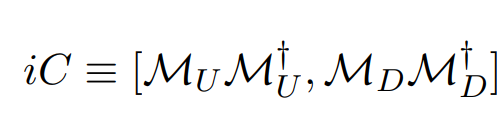 iC ≡ [ℳ_U ℳ_U^†, ℳ_D ℳ_D^†]